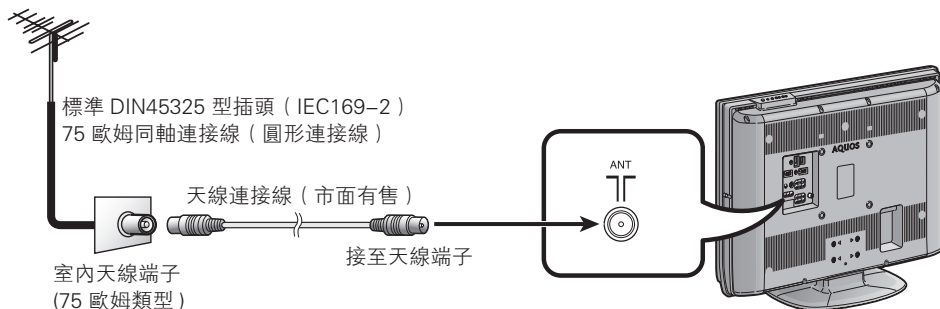 標準 DIN45325 型插頭（IEC169–2）
75 歐姆同軸連接線（圓形連接線）
天線連接線（市面有售）
接至天線端子
室內天線端子
(75 歐姆類型）
ANT
AQUOS